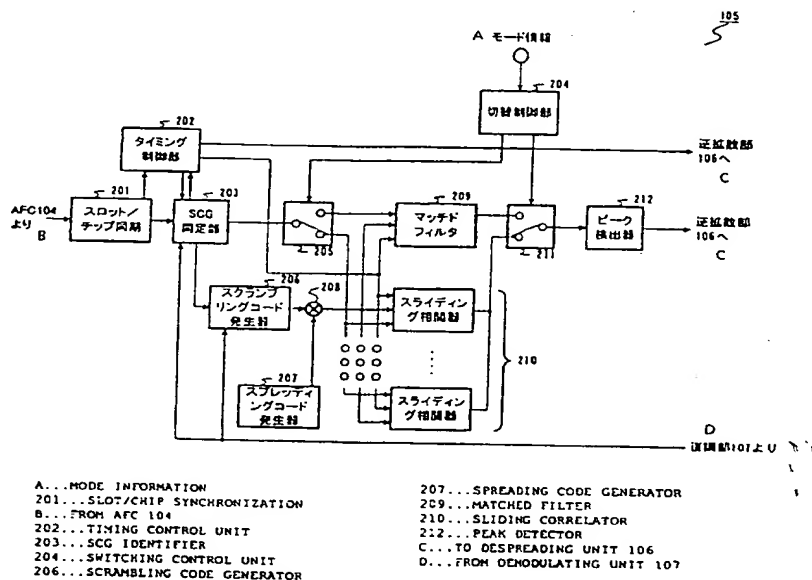 105
A モード情報
204
切替制御部
202
タイミング
制御部
逆拡散部
106へ
C
201
203
209
212
AFC104
より
B
スロット/
チップ同期
SCG
同定器
205
マッチド
フィルタ
211
ピーク
検出器
逆拡散部
106へ
C
206
スクランブ
リングコード
発生器
208
スライディン
グ相関器
207
スプレッディ
ングコード
発生器
210
スライディン
グ相関器
D
復調部107より
A...MODE INFORMATION
201...SLOT/CHIP SYNCHRONIZATION
B...FROM AFC 104
202...TIMING CONTROL UNIT
203...SCG IDENTIFIER
204...SWITCHING CONTROL UNIT
206...SCRAMBLING CODE GENERATOR
207...SPREADING CODE GENERATOR
209...MATCHED FILTER
210...SLIDING CORRELATOR
212...PEAK DETECTOR
C...TO DESPREADING UNIT 106
D...FROM DEMODULATING UNIT 107